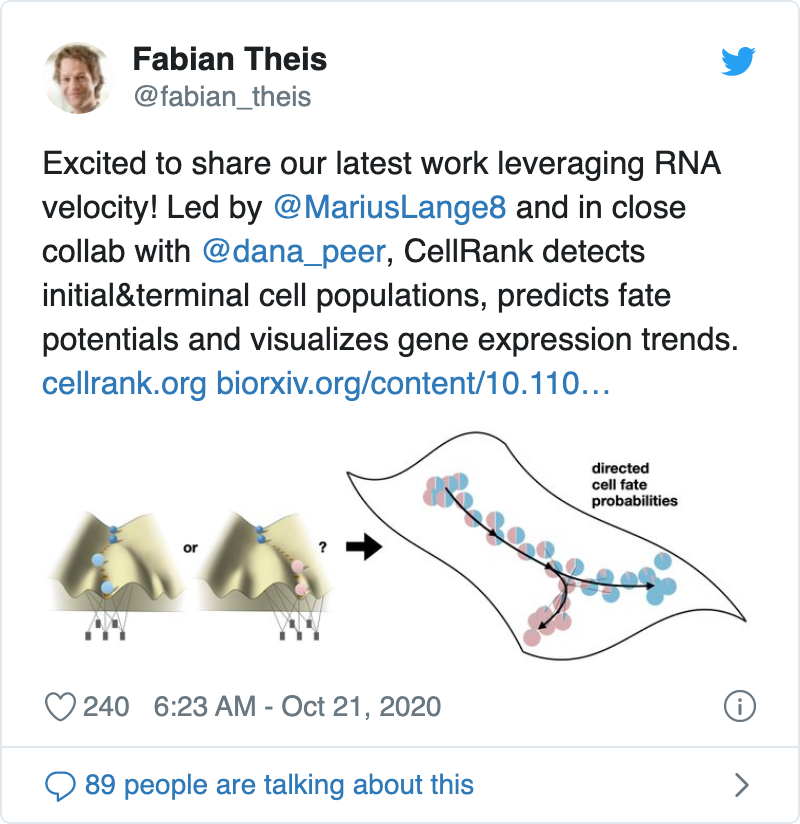 Fabian Theis
@fabian_theis
Excited to share our latest work leveraging RNA
velocity! Led by @MariusLange8 and in close
collab with @dana_peer, CellRank detects
initial&terminal cell populations, predicts fate
potentials and visualizes gene expression trends.
cellrank.org biorxiv.org/content/10.110…
or
?
directed
cell fate
probabilities
240 6:23 AM - Oct 21, 2020
89 people are talking about this